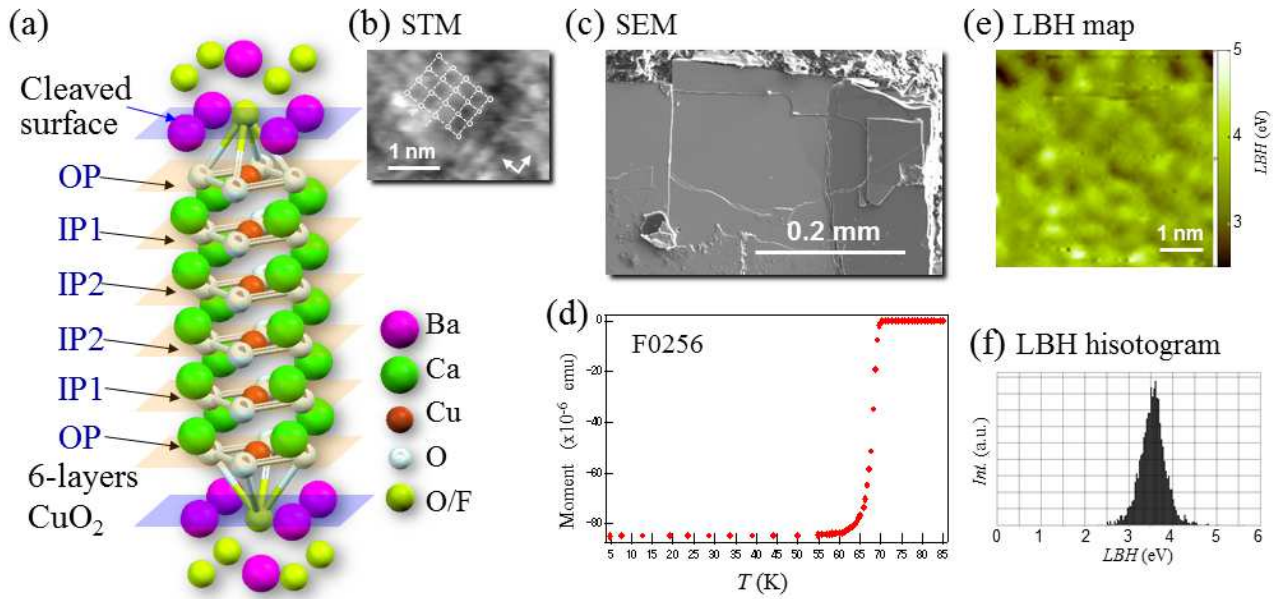 (a)
Cleaved
surface
OP
IP1
IP2
IP2
IP1
OP
6-layers
CuO₂
Ba
Ca
Cu
O
O/F
(b) STM
1 nm
(c) SEM
0.2 mm
(d)
F0256
Moment (x10⁻⁶ emu)
0
-20
-40
-60
-80
5 10 15 20 25 30 35 40 45 50 55 60 65 70 75 80 85
T (K)
(e) LBH map
1 nm
5
4
3
LBH (eV)
(f) LBH hisotogram
Int. (a.u.)
0 1 2 3 4 5 6
LBH (eV)